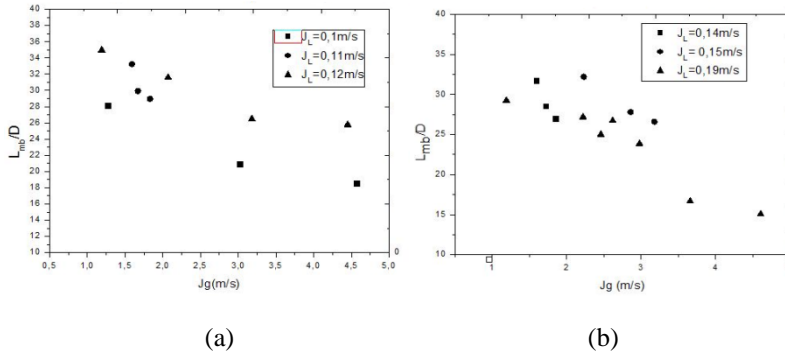 40
38
36
34
32
30
28
26
24
22
20
18
16
14
12
10
L_mb/D
J_L=0,1m/s
J_L=0,11m/s
J_L=0,12m/s
0
0,5 1,0 1,5 2,0 2,5 3,0 3,5 4,0 4,5 5,0
Jg(m/s)
(a)
40
35
30
25
20
15
10
L_mb/D
J_L=0,14m/s
J_L= 0,15m/s
J_L=0,19m/s
1 2 3 4
Jg (m/s)
(b)